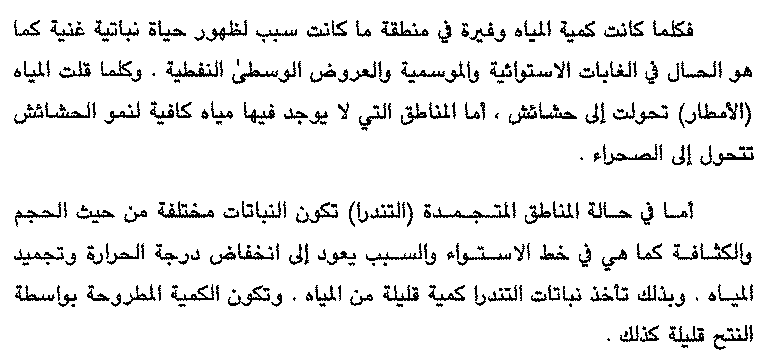 فكلما كانت كمية المياه وفيرة في منطقة ما كانت سبب لظهور حياة نباتية غنية كما
هو الحال في الغابات الاستوائية والموسمية والعروض الوسطىٰ النفطية . وكلما قلت المياه
(الأمطار) تحولت إلى حشائش ، أما المناطق التي لا يوجد فيها مياه كافية لنمو الحشائش
تتحول إلى الصحراء .
أما في حالة المناطق المتجمدة (التندرا) تكون النباتات مختلفة من حيث الحجم
والكثافة كما هي في خط الاستواء والسبب يعود إلى انخفاض درجة الحرارة وتجميد
المياه . وبذلك تأخذ نباتات التندرا كمية قليلة من المياه . وتكون الكمية المطروحة بواسطة
النتح قليلة كذلك .